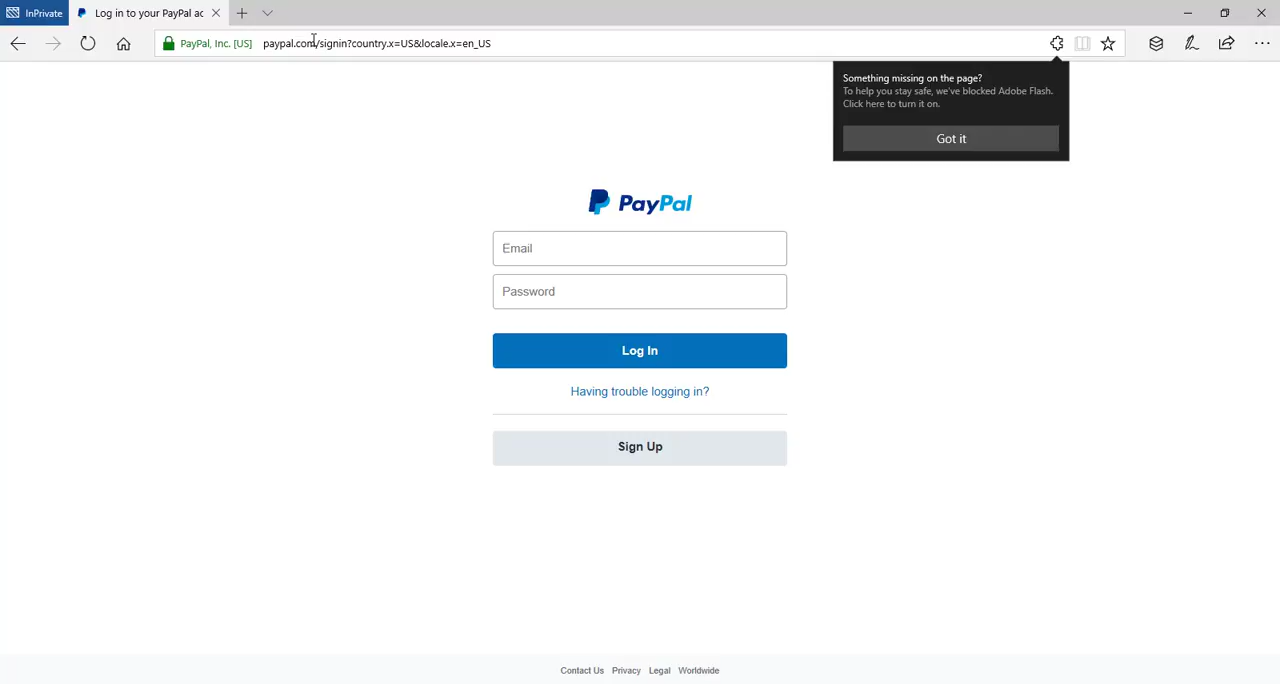 InPrivate
Log in to your PayPal ac
PayPal, Inc. [US]
paypal.com/signin?country.x=US&locale.x=en_US
Something missing on the page?
To help you stay safe, we've blocked Adobe Flash.
Click here to turn it on.
Got it
PayPal
Email
Password
Log In
Having trouble logging in?
Sign Up
Contact Us Privacy Legal Worldwide